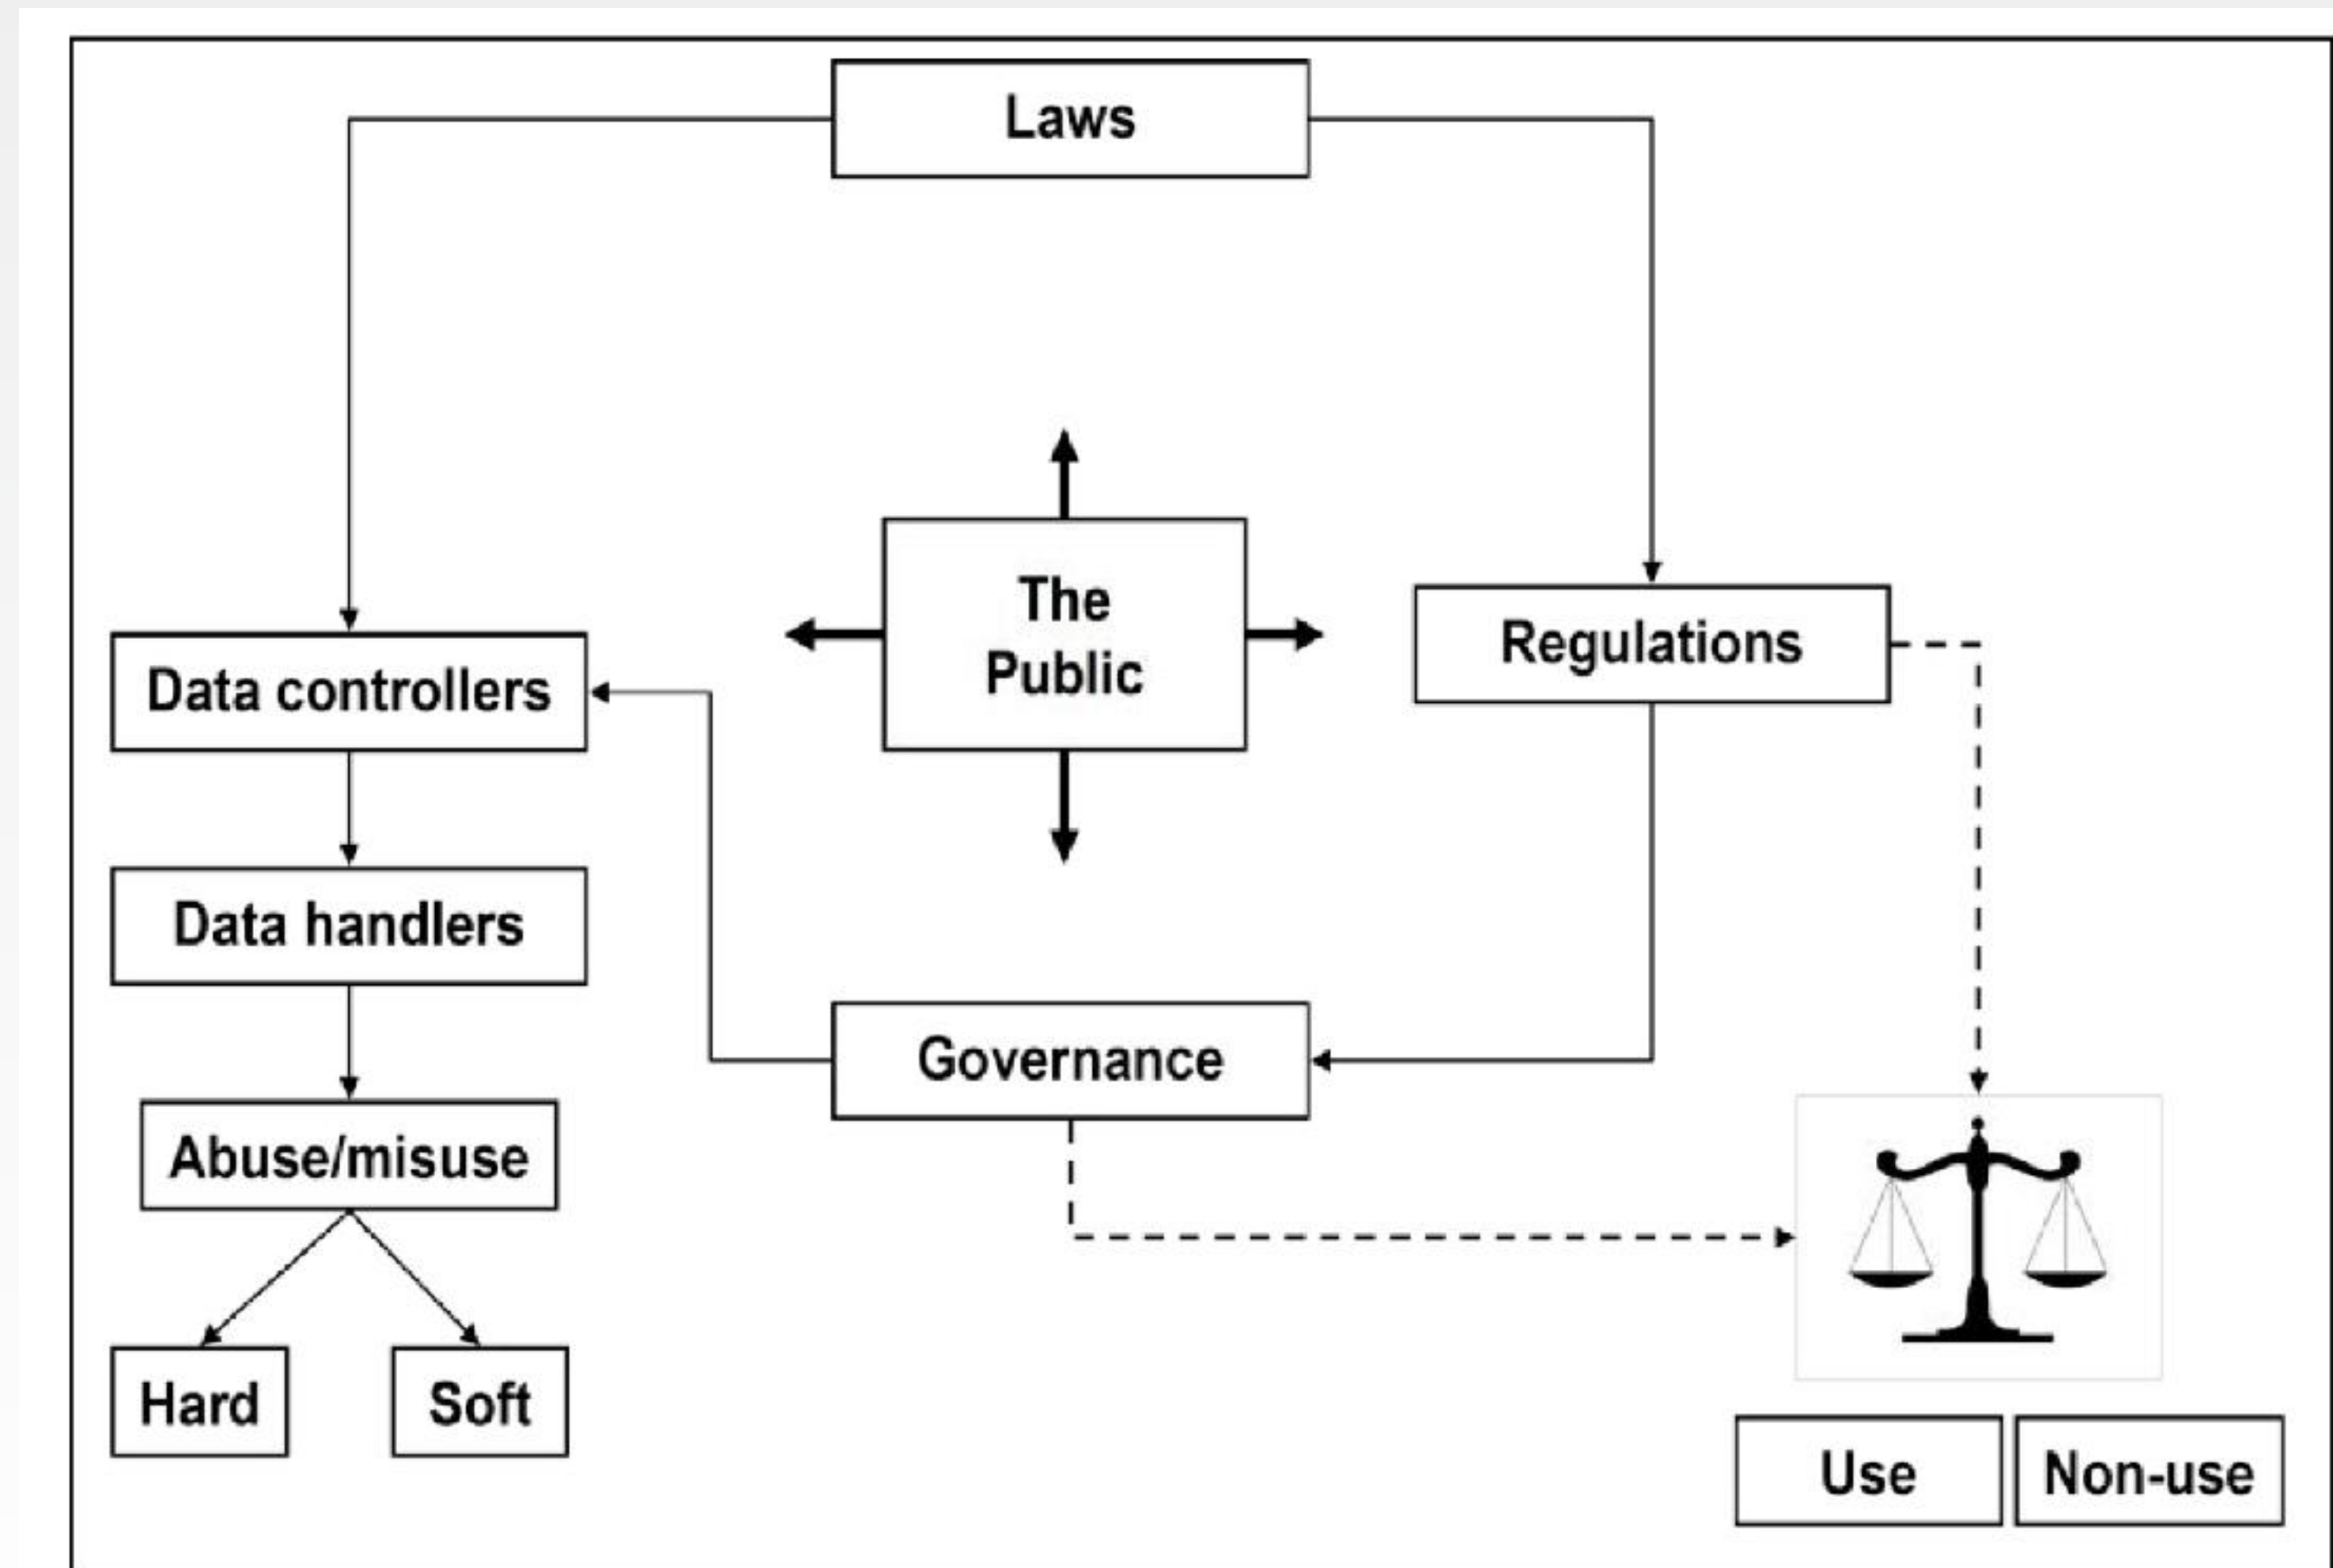 Laws
The
Public
Regulations
Data controllers
Data handlers
Governance
Abuse/misuse
Hard
Soft
Use
Non-use